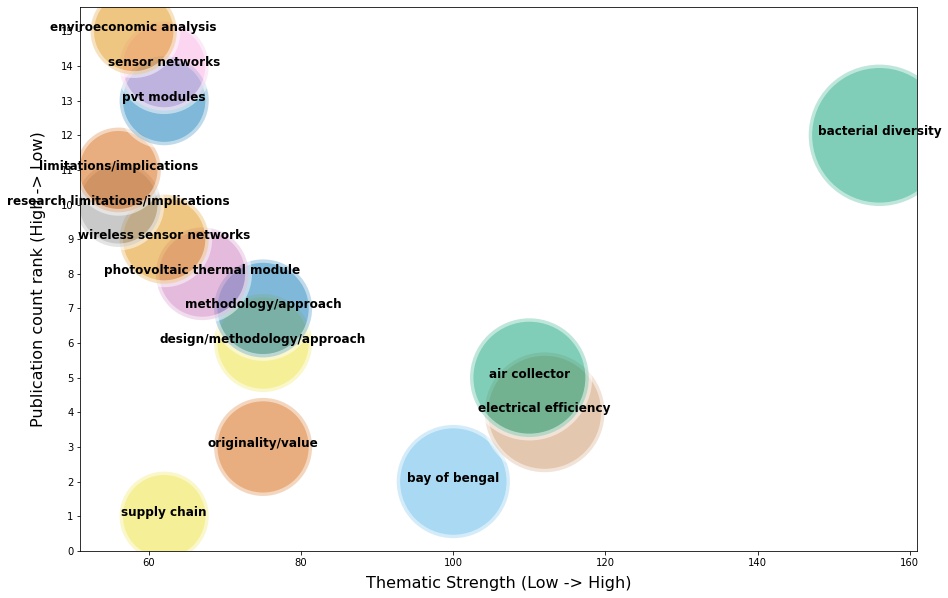 enviroeconomic analysis
sensor networks
pvt modules
bacterial diversity
limitations/implications
research limitations/implications
wireless sensor networks
photovoltaic thermal module
methodology/approach
design/methodology/approach
air collector
electrical efficiency
originality/value
bay of bengal
supply chain
15
14
13
12
11
10
9
8
7
6
5
4
3
2
1
0
Publication count rank (High -> Low)
60 80 100 120 140 160
Thematic Strength (Low -> High)